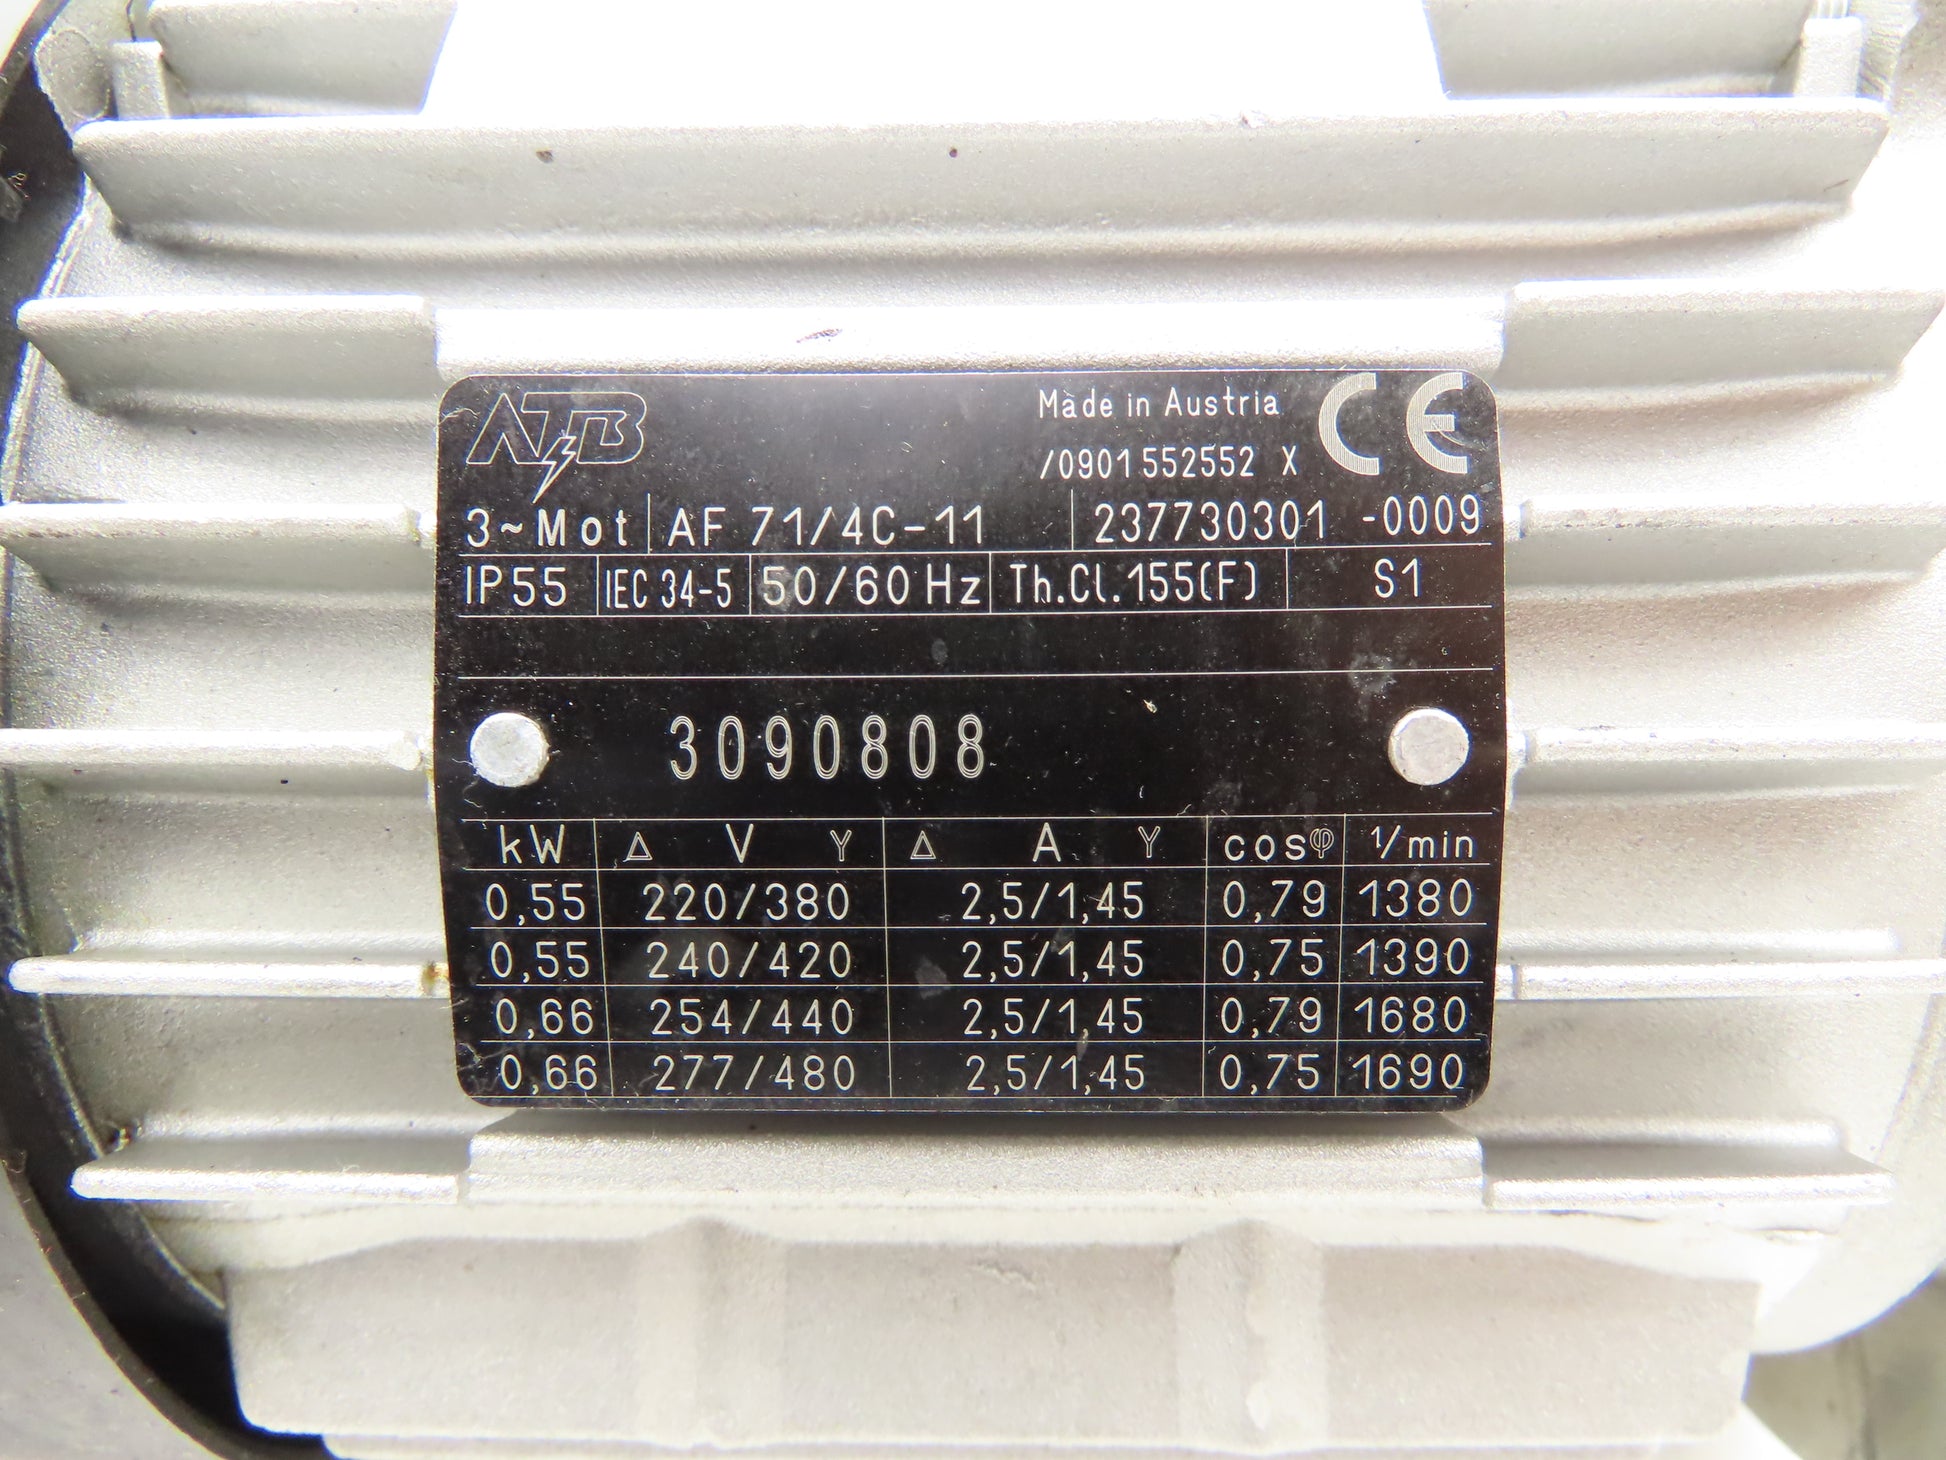 ATB
Made in Austria CE
/0901552552 X
3~Mot AF 71/4C-11 237730301 -0009
IP55 IEC 34-5 50/60 Hz Th.Cl.155(F) S1
3090808
kW Δ V Y Δ A Y cosφ 1/min
0,55 220/380 2,5/1,45 0,79 1380
0,55 240/420 2,5/1,45 0,75 1390
0,66 254/440 2,5/1,45 0,79 1680
0,66 277/480 2,5/1,45 0,75 1690